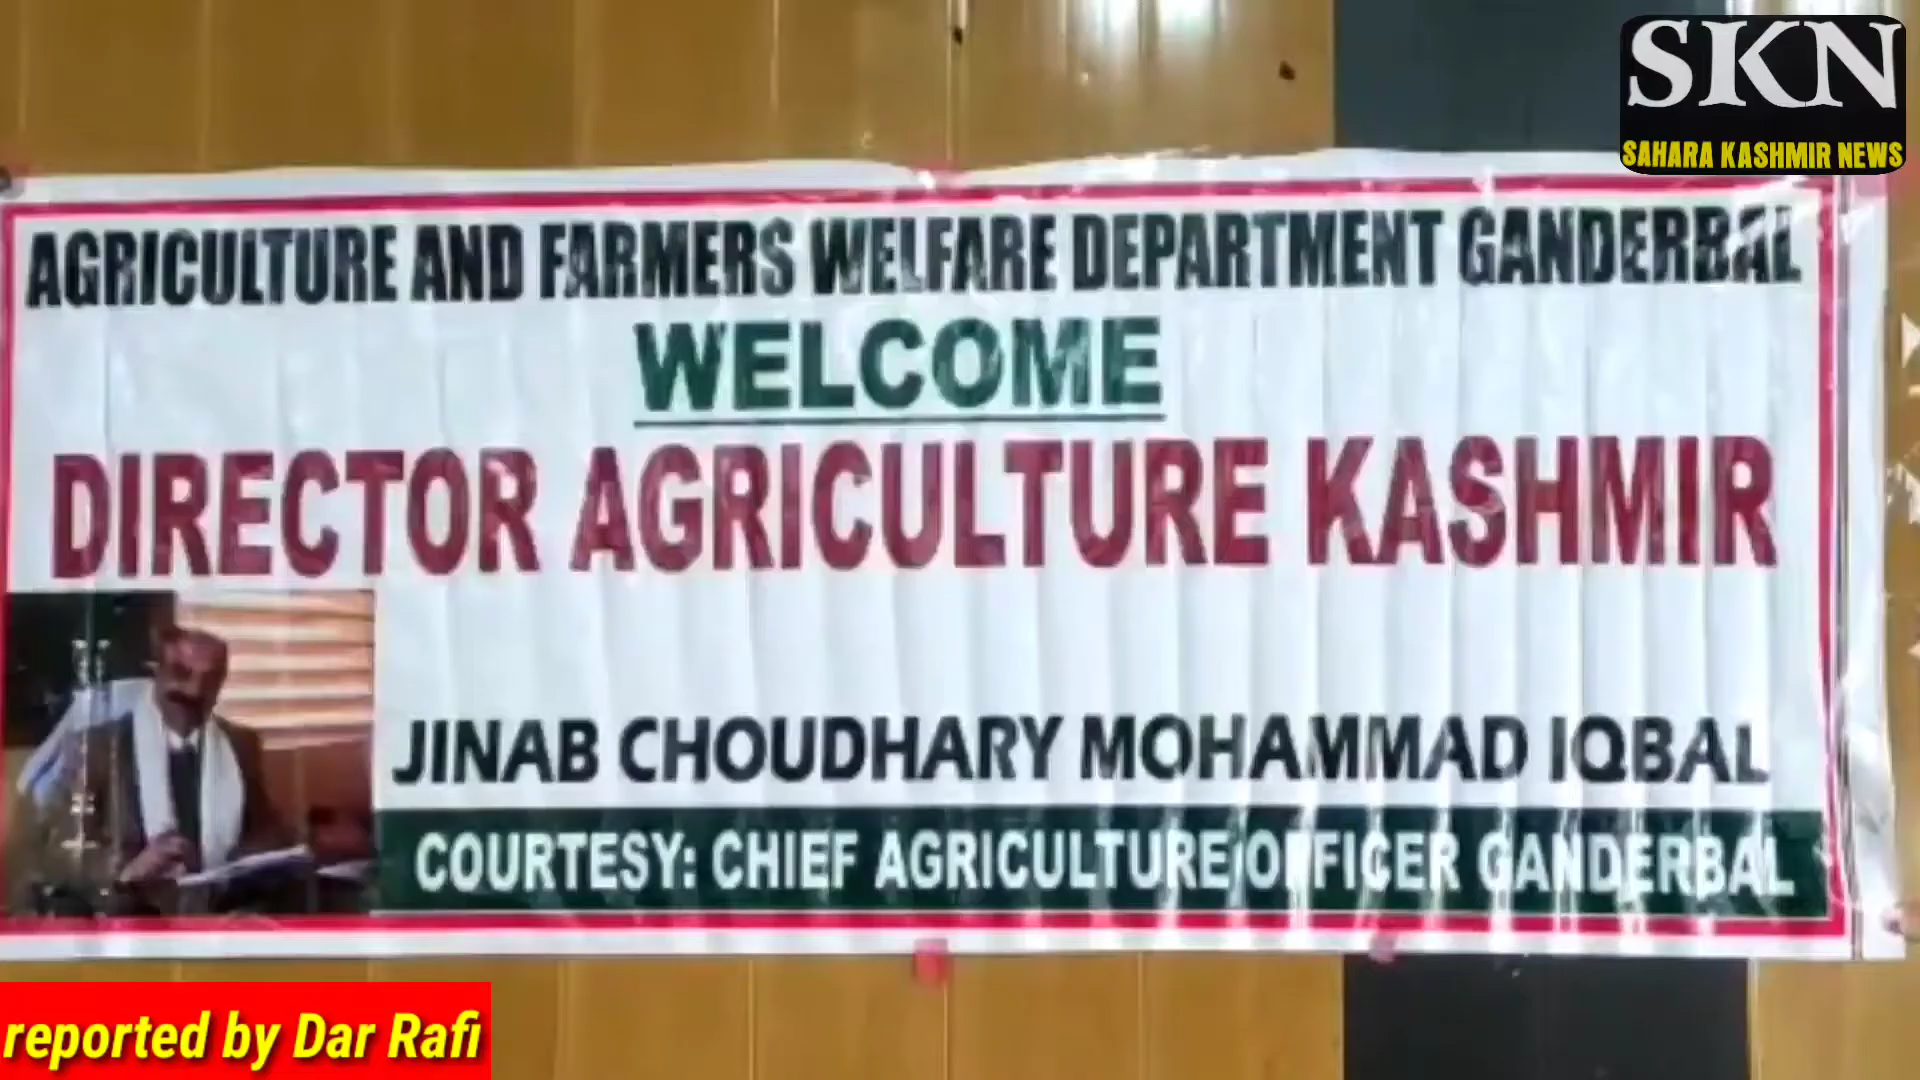 SKN
SAHARA KASHMIR NEWS
AGRICULTURE AND FARMERS WELFARE DEPARTMENT GANDERBAL
WELCOME
DIRECTOR AGRICULTURE KASHMIR
JINAB CHOUDHARY MOHAMMAD IQBAL
COURTESY: CHIEF AGRICULTURE OFFICER GANDERBAL
reported by Dar Rafi